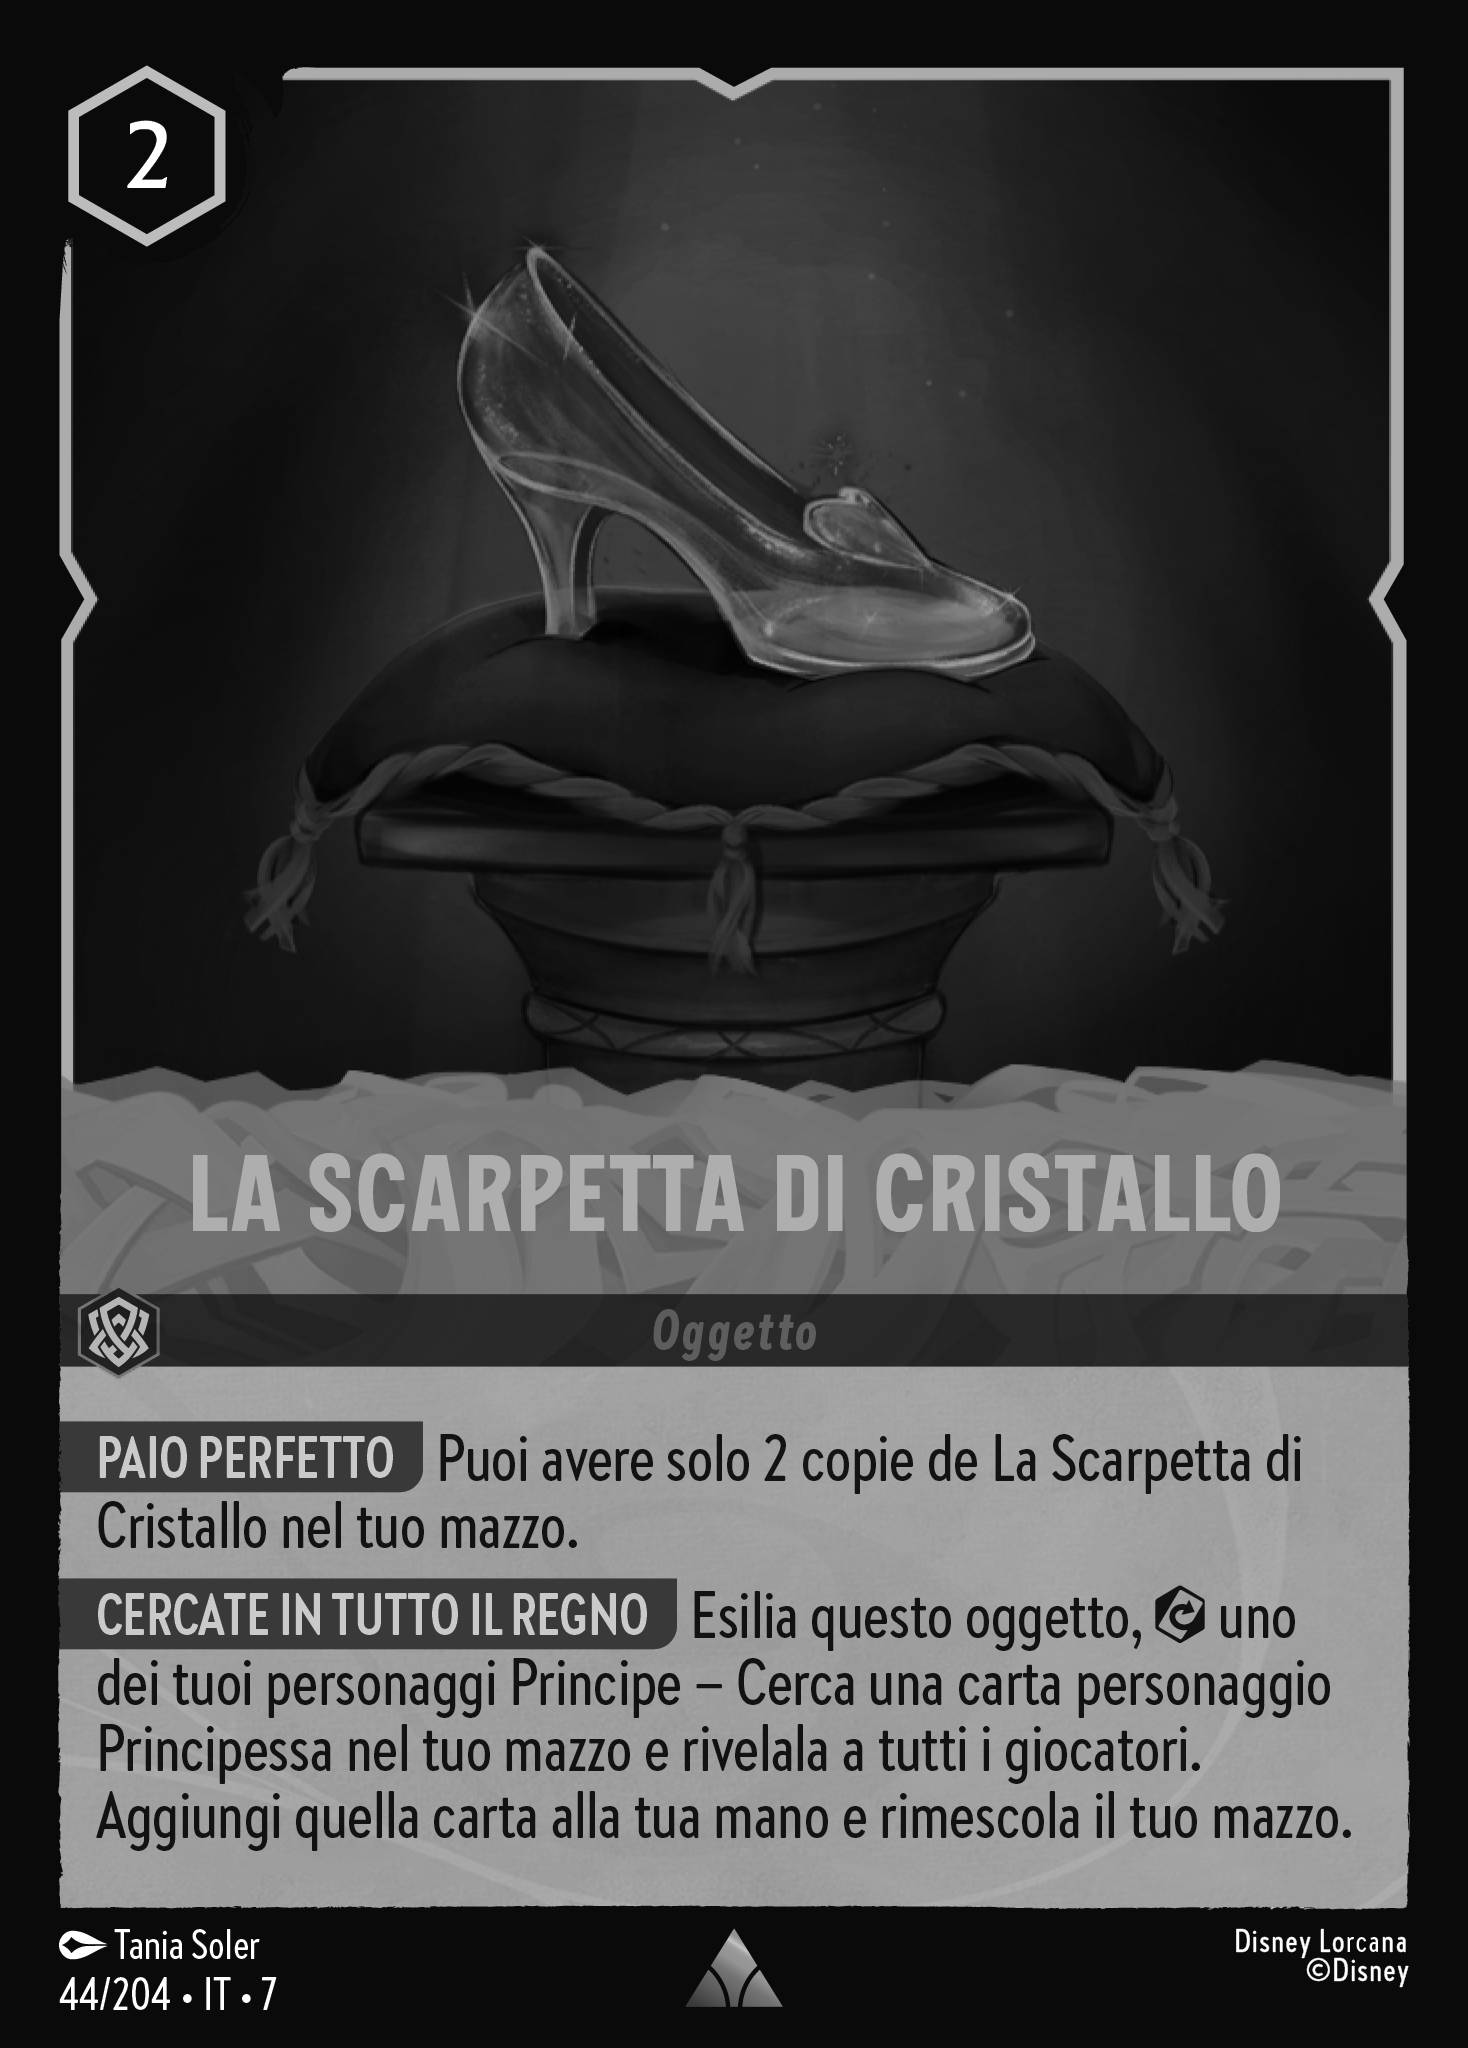 2
LA SCARPETTA DI CRISTALLO
Oggetto
PAIO PERFETTO Puoi avere solo 2 copie de La Scarpetta di
Cristallo nel tuo mazzo.
CERCATE IN TUTTO IL REGNO Esilia questo oggetto, uno
dei tuoi personaggi Principe – Cerca una carta personaggio
Principessa nel tuo mazzo e rivelala a tutti i giocatori.
Aggiungi quella carta alla tua mano e rimescola il tuo mazzo.
Tania Soler
44/204 • IT • 7
Disney Lorcana
©Disney